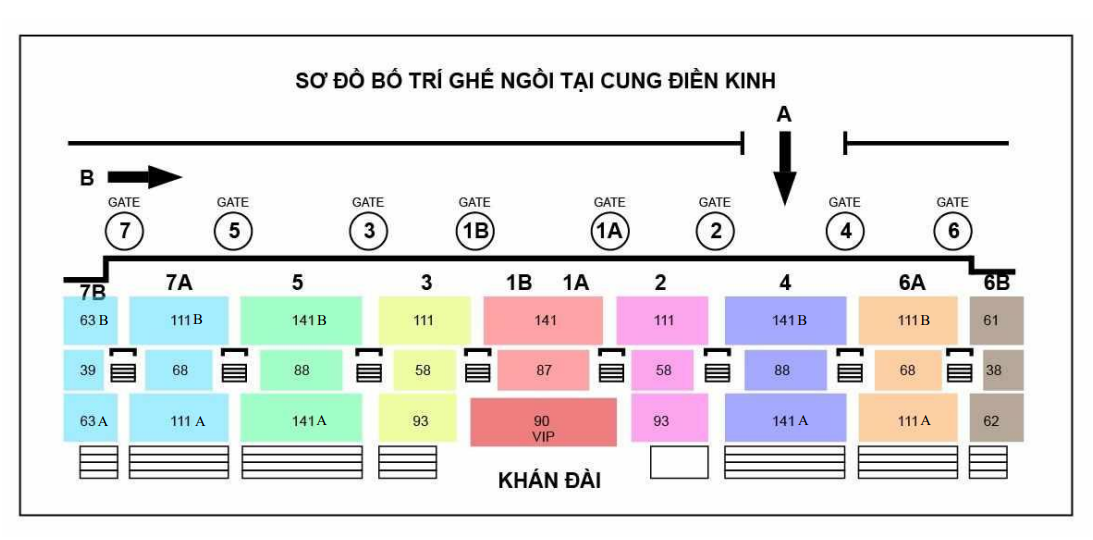 SƠ ĐỒ BỐ TRÍ GHẾ NGỒI TẠI CUNG ĐIỀN KINH
A
B
GATE GATE GATE GATE GATE GATE GATE GATE
7 5 3 1B 1A 2 4 6
7B 7A 5 3 1B 1A 2 4 6A 6B
63 B 111 B 141 B 111 141 111 141 B 111 B 61
39 68 88 58 87 58 88 68 38
63 A 111 A 141 A 93 90 93 141 A 111 A 62
VIP
KHÁN ĐÀI